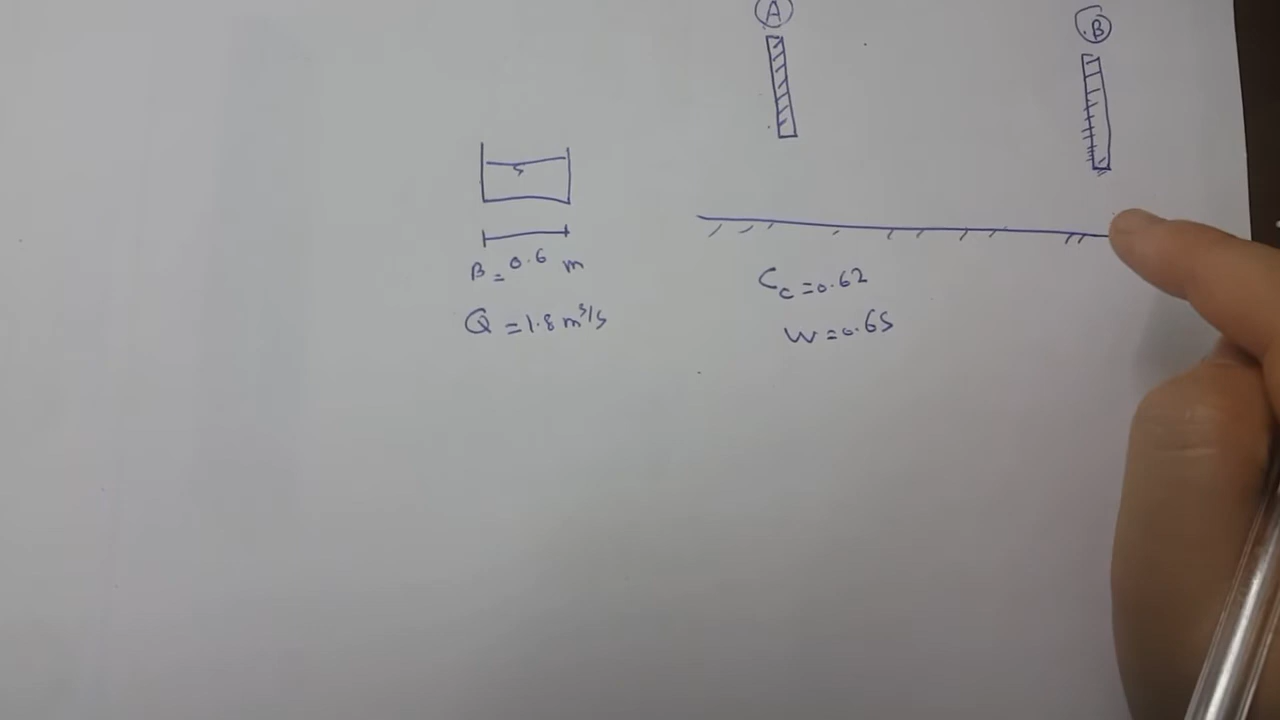 A
B
B = 0.6 m
Q = 1.8 m³/s
Cc = 0.62
W = 0.65